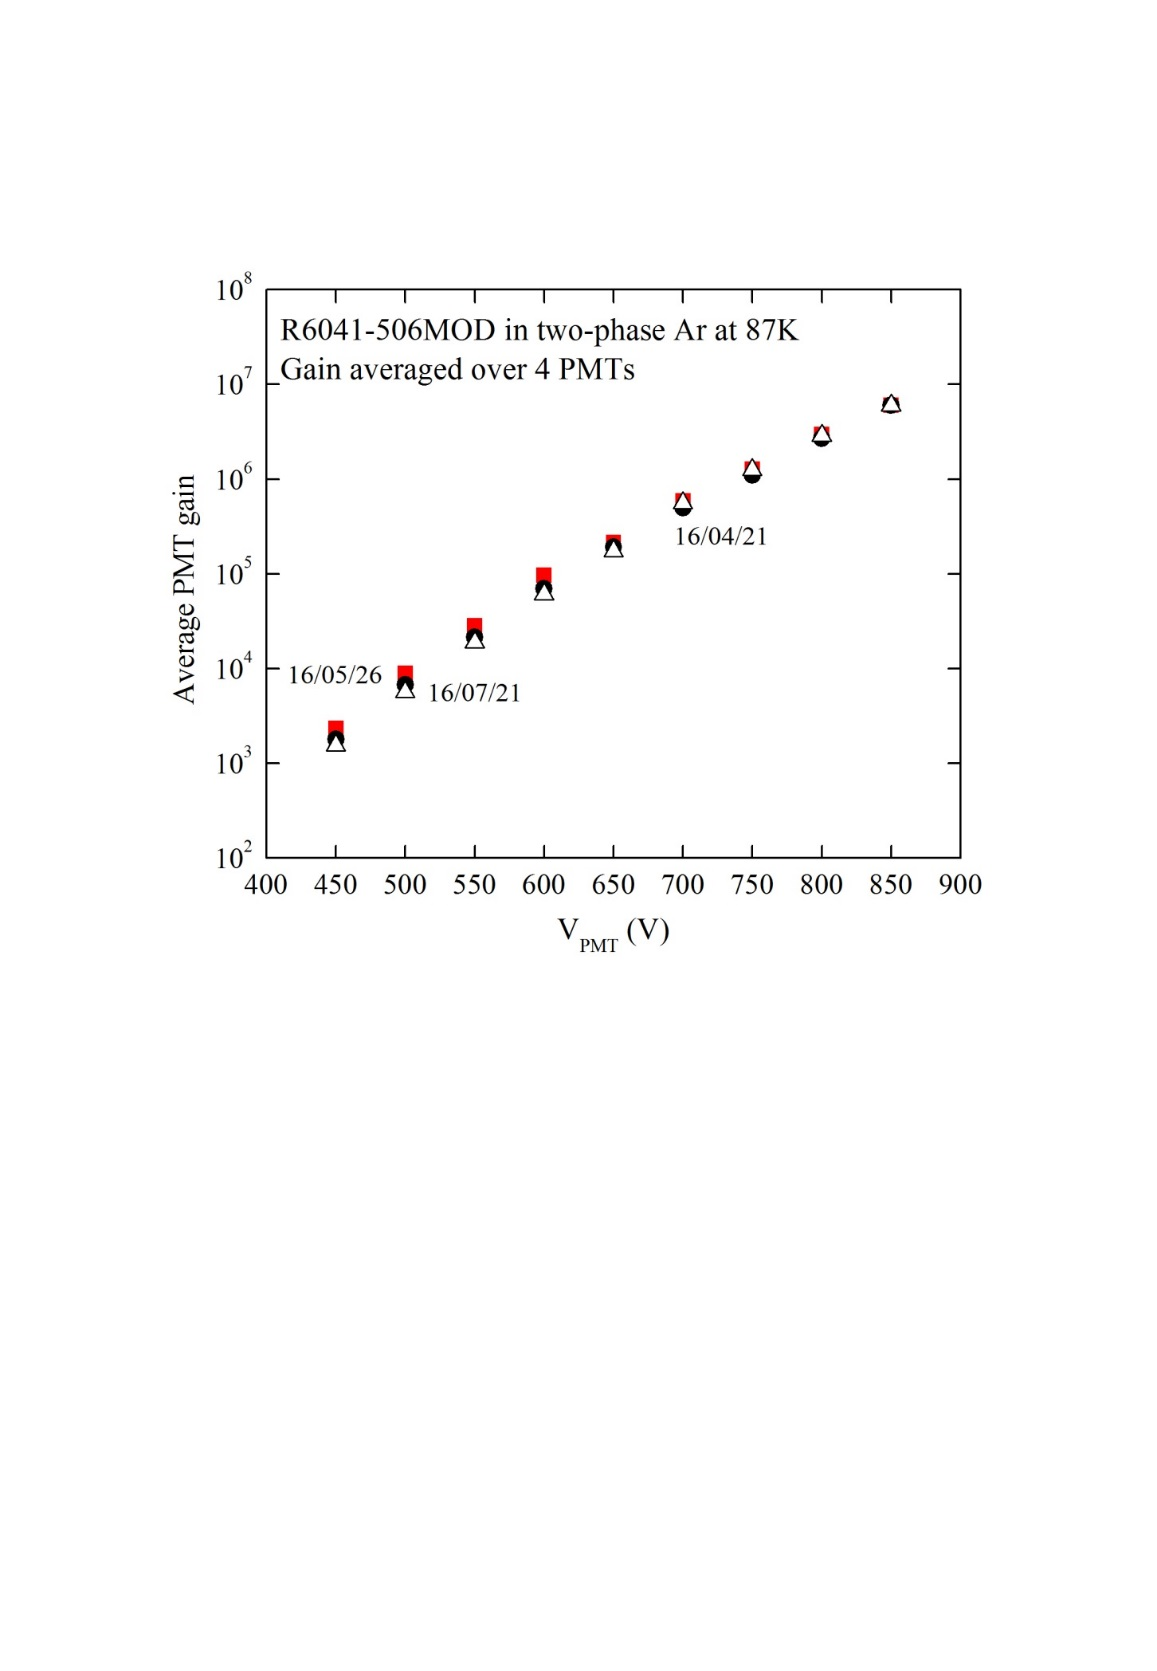 10^8
R6041-506MOD in two-phase Ar at 87K
Gain averaged over 4 PMTs
10^7
10^6
16/04/21
10^5
10^4
16/05/26
16/07/21
10^3
10^2
Average PMT gain
400 450 500 550 600 650 700 750 800 850 900
V_PMT (V)